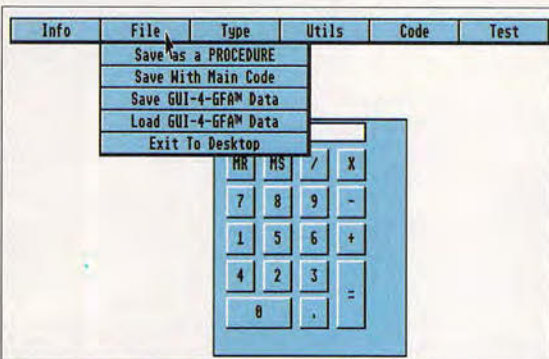 Info File Type Utils Code Test
Save as a PROCEDURE
Save With Main Code
Save GUI-4-GFA™ Data
Load GUI-4-GFA™ Data
Exit To Desktop
MR MS / X
7 8 9 -
1 5 6 +
4 2 3 =
0 .